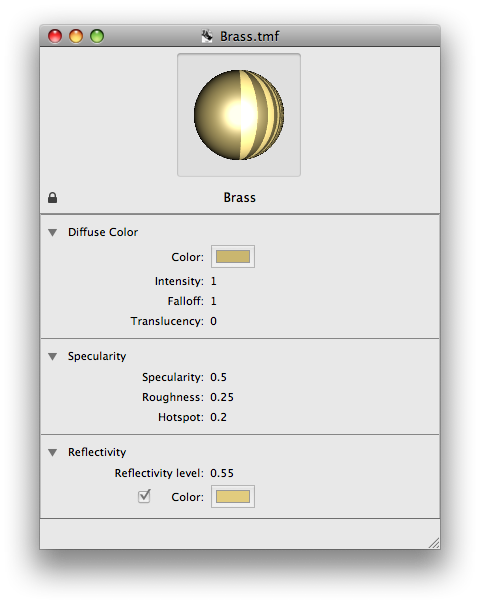 Brass.tmf
Brass
Diffuse Color
Color:
Intensity: 1
Falloff: 1
Translucency: 0
Specularity
Specularity: 0.5
Roughness: 0.25
Hotspot: 0.2
Reflectivity
Reflectivity level: 0.55
Color: